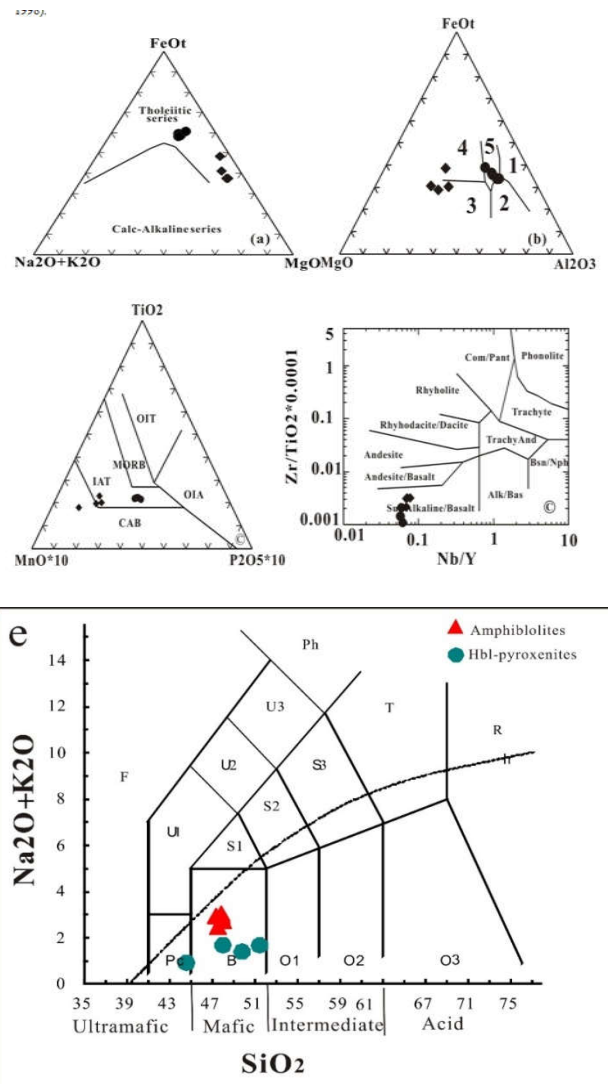 1998).
FeOt
Tholeiitic
series
Calc-Alkaline series
(a)
Na2O+K2O
MgO
FeOt
4
5
1
3
2
(b)
MgO
Al2O3
TiO2
OIT
MORB
IAT
OIA
CAB
©
MnO*10
P2O5*10
Zr/TiO2*0.0001
5
1
0.1
0.01
0.001
Com/Pant
Phonolite
Rhyholite
Trachyte
Rhyhodacite/Dacite
TrachyAnd
Andesite
Bsn/Nph
Andesite/Basalt
Alk/Bas
Alkaline/Basalt
©
0.01
0.1
1
10
Nb/Y
e
Amphiblolites
Hbl-pyroxenites
Na2O+K2O
14
12
10
8
6
4
2
0
Ph
U3
T
R
F
U2
S3
h
S2
U1
S1
Pc
B
O1
O2
O3
35 39 43 47 51 55 59 61 67 71 75
Ultramafic Mafic Intermediate Acid
SiO2